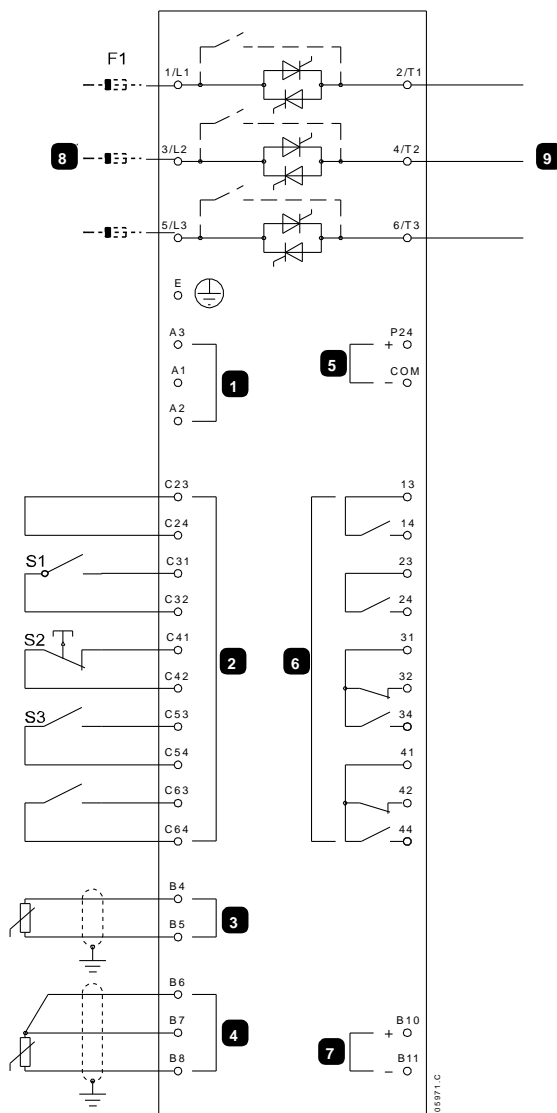 F1
1/L1 2/T1
8 3/L2 4/T2 9
5/L3 6/T3
E
A3 P24
1 5 +
A1 COM
-
A2
C23 13
C24 14
S1 C31 23
C32 24
S2 C41 31
2 6
C42 32
S3 C53 34
C54 41
C63 42
C64 44
B4
3
B5
B6
4 B7 7 + B10
B8 - B11
05971.C